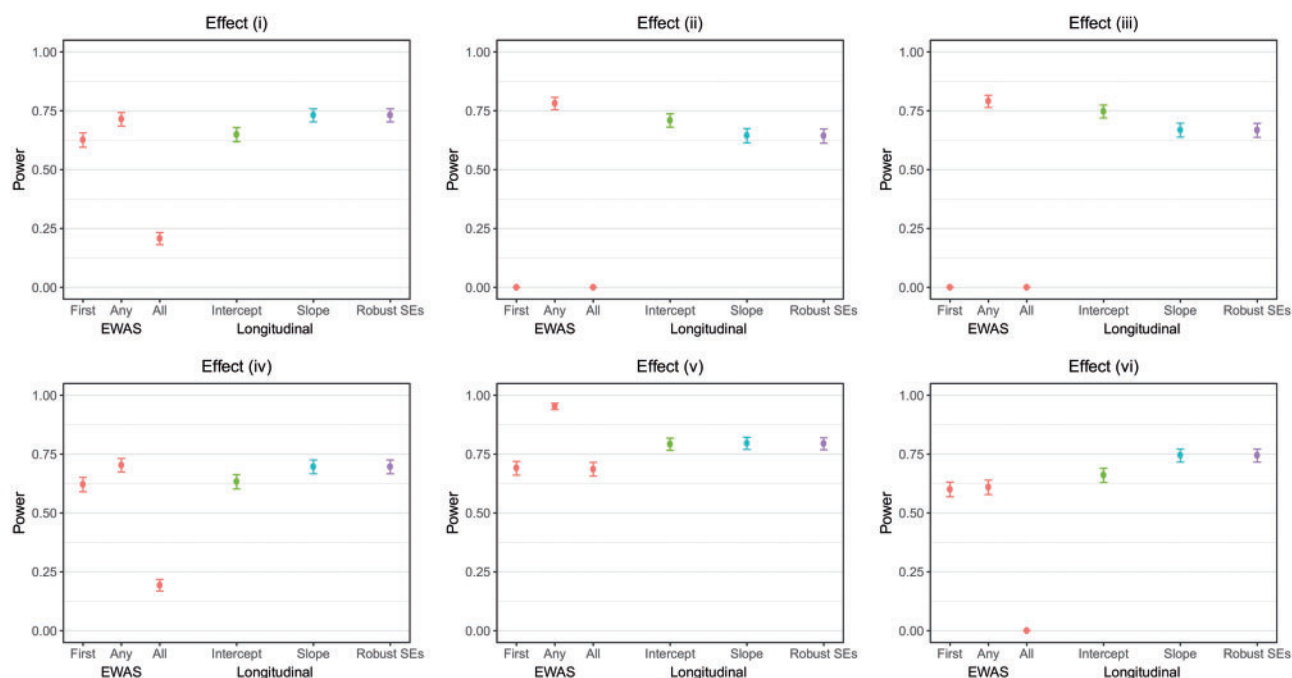 Effect (i)
1.00
0.75
0.50
0.25
0.00
Power
First Any All Intercept Slope Robust SEs
EWAS Longitudinal
Effect (ii)
1.00
0.75
0.50
0.25
0.00
Power
First Any All Intercept Slope Robust SEs
EWAS Longitudinal
Effect (iii)
1.00
0.75
0.50
0.25
0.00
Power
First Any All Intercept Slope Robust SEs
EWAS Longitudinal
Effect (iv)
1.00
0.75
0.50
0.25
0.00
Power
First Any All Intercept Slope Robust SEs
EWAS Longitudinal
Effect (v)
1.00
0.75
0.50
0.25
0.00
Power
First Any All Intercept Slope Robust SEs
EWAS Longitudinal
Effect (vi)
1.00
0.75
0.50
0.25
0.00
Power
First Any All Intercept Slope Robust SEs
EWAS Longitudinal